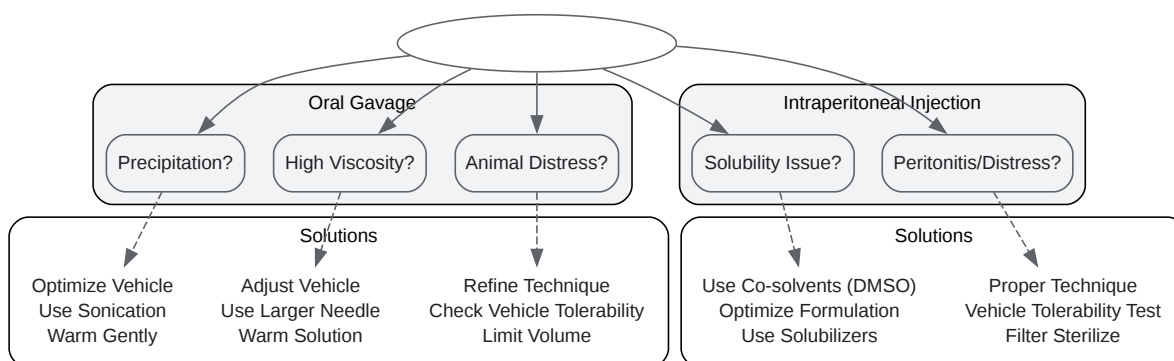 Oral Gavage
Intraperitoneal Injection
Precipitation?
High Viscosity?
Animal Distress?
Solubility Issue?
Peritonitis/Distress?
Solutions
Solutions
Optimize Vehicle
Use Sonication
Warm Gently
Adjust Vehicle
Use Larger Needle
Warm Solution
Refine Technique
Check Vehicle Tolerability
Limit Volume
Use Co-solvents (DMSO)
Optimize Formulation
Use Solubilizers
Proper Technique
Vehicle Tolerability Test
Filter Sterilize